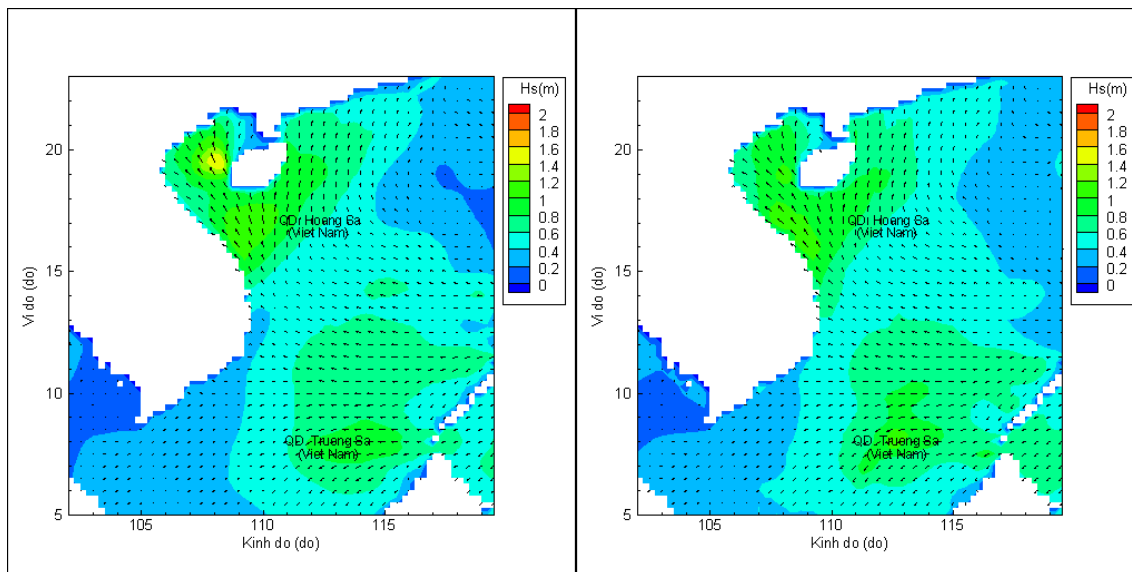 Hs(m)
2
1.8
1.6
1.4
1.2
1
0.8
0.6
0.4
0.2
0
20
15
10
5
Vi do (do)
105
110
115
Kinh do (do)
QD. Hoang Sa
(Viet Nam)
QD. Truong Sa
(Viet Nam)
Hs(m)
2
1.8
1.6
1.4
1.2
1
0.8
0.6
0.4
0.2
0
20
15
10
5
Vi do (do)
105
110
115
Kinh do (do)
QD. Hoang Sa
(Viet Nam)
QD. Truong Sa
(Viet Nam)